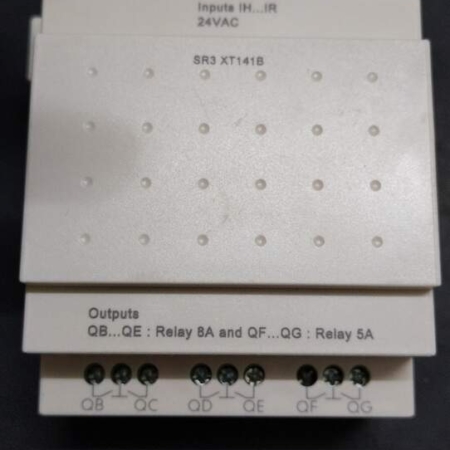 Inputs IH...IR
24VAC
SR3 XT141B
Outputs
QB...QE : Relay 8A and QF...QG : Relay 5A
QB QC QD QE QF QG